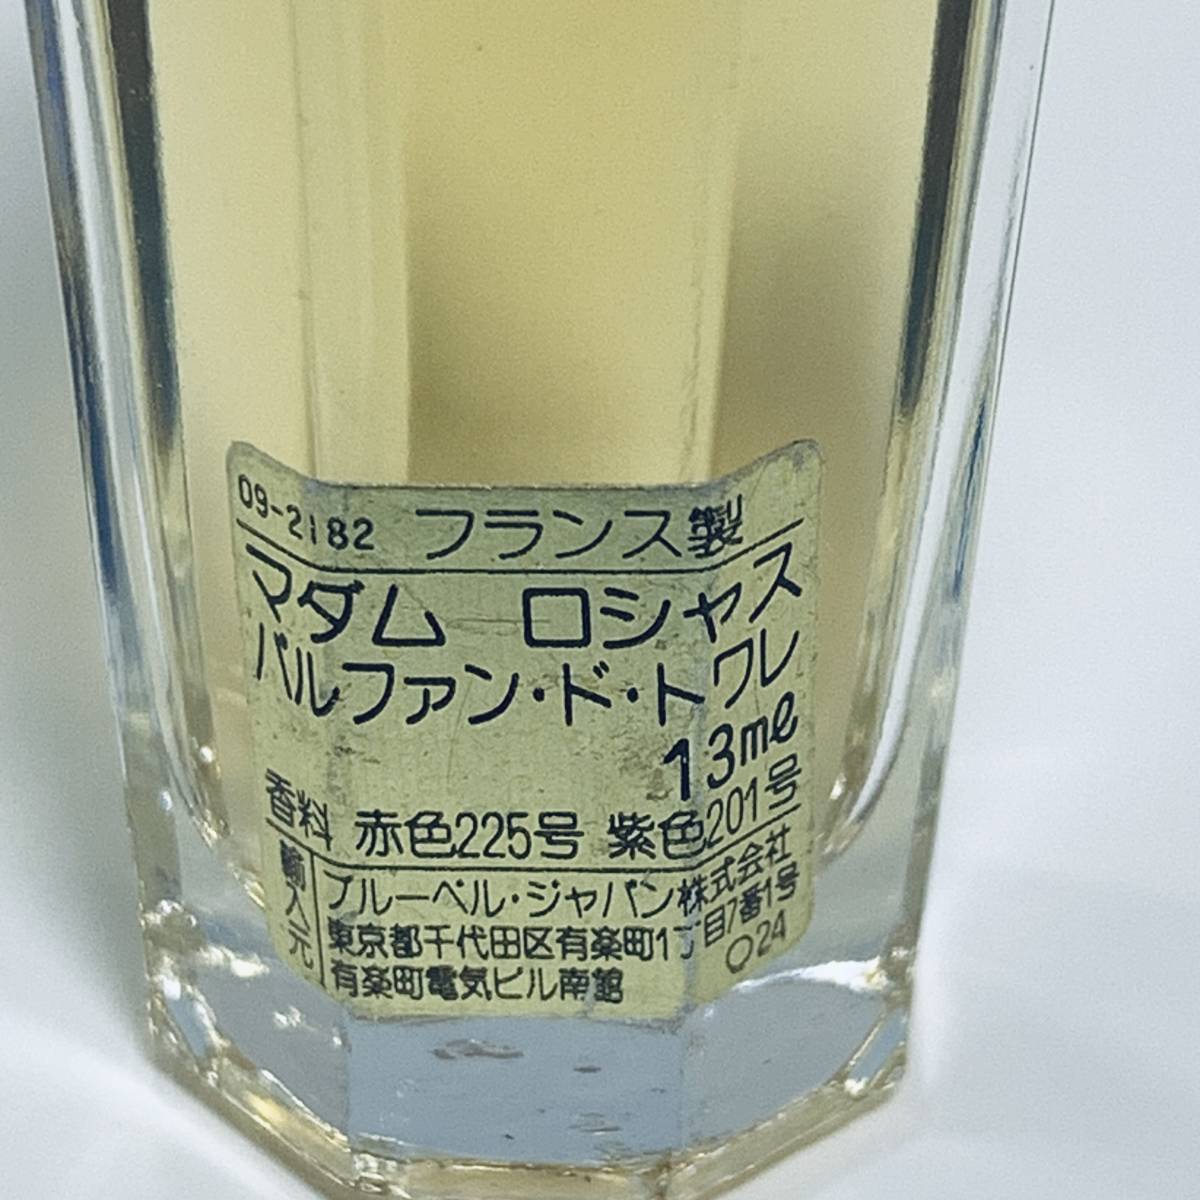 09-2182 フランス製
マダム ロシャス
パルファン・ド・トワレ
13mℓ
香料 赤色225号 紫色201号
輸入元 ブルーベル・ジャパン株式会社
東京都千代田区有楽町1丁目7番1号
有楽町電気ビル南館 ○24